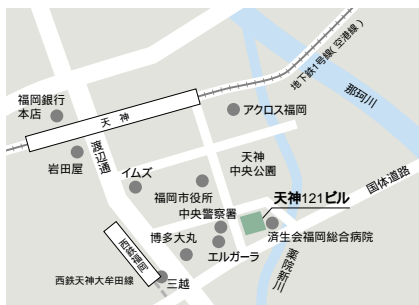 地下鉄1号線(空港線)
那珂川
福岡銀行
本店
天神
アクロス福岡
渡辺通
岩田屋
イムズ
天神
中央公園
国体道路
福岡市役所
天神121ビル
中央警察署
済生会福岡総合病院
博多大丸
エルガーラ
西鉄福岡
薬院新川
三越
西鉄天神大牟田線